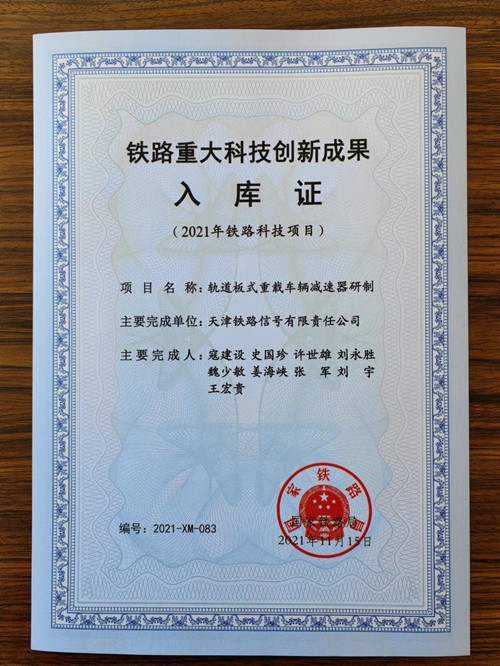 铁路重大科技创新成果
入库证
（2021年铁路科技项目）
项目名称：轨道板式重载车辆减速器研制
主要完成单位：天津铁路信号有限责任公司
主要完成人：寇建设 史国珍 许世雄 刘永胜
魏少敏 姜海峡 张军 刘宇
王宏贵
国家铁路局
编号：2021-XM-083
国家铁路局
2021年11月15日